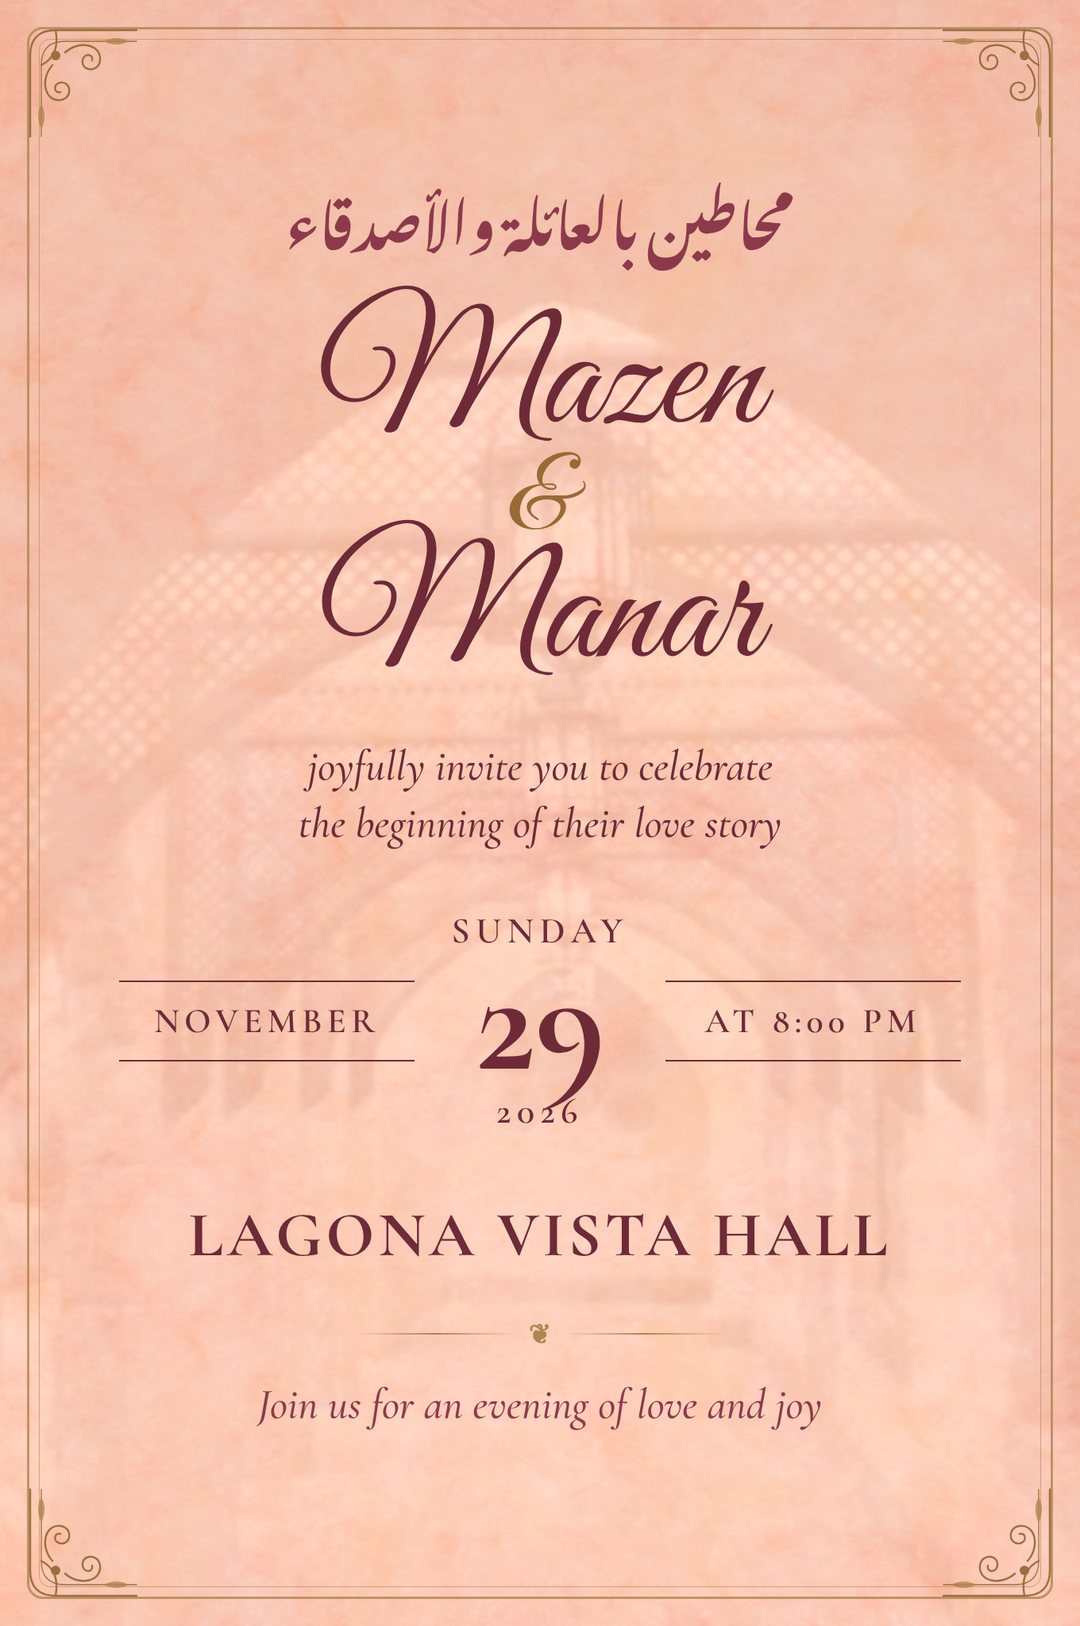 محاطين بالعائلة والأصدقاء
Mazen
&
Manar
joyfully invite you to celebrate
the beginning of their love story
SUNDAY
NOVEMBER 29 AT 8:00 PM
2026
LAGONA VISTA HALL
Join us for an evening of love and joy